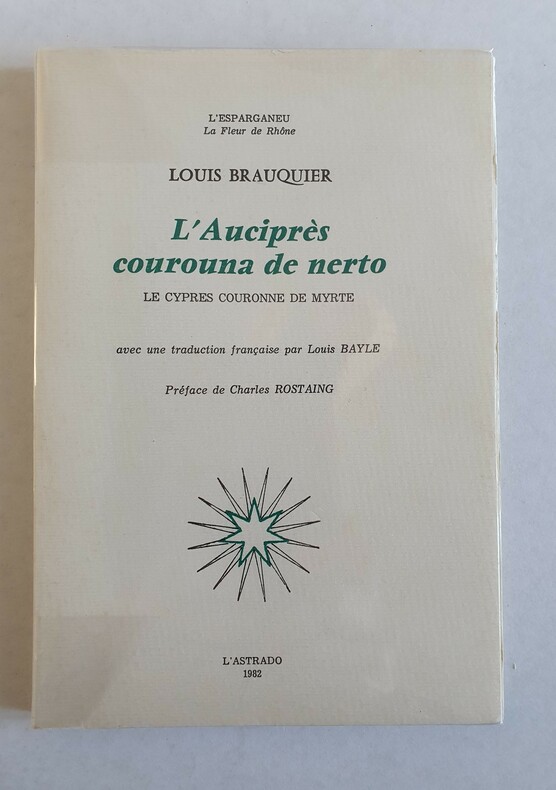 L'ESPARGANEU
La Fleur de Rhône
LOUIS BRAUQUIER
L'Auciprès
courouna de nerto
LE CYPRES COURONNE DE MYRTE
avec une traduction française par Louis BAYLE
Préface de Charles ROSTAING
L'ASTRADO
1982